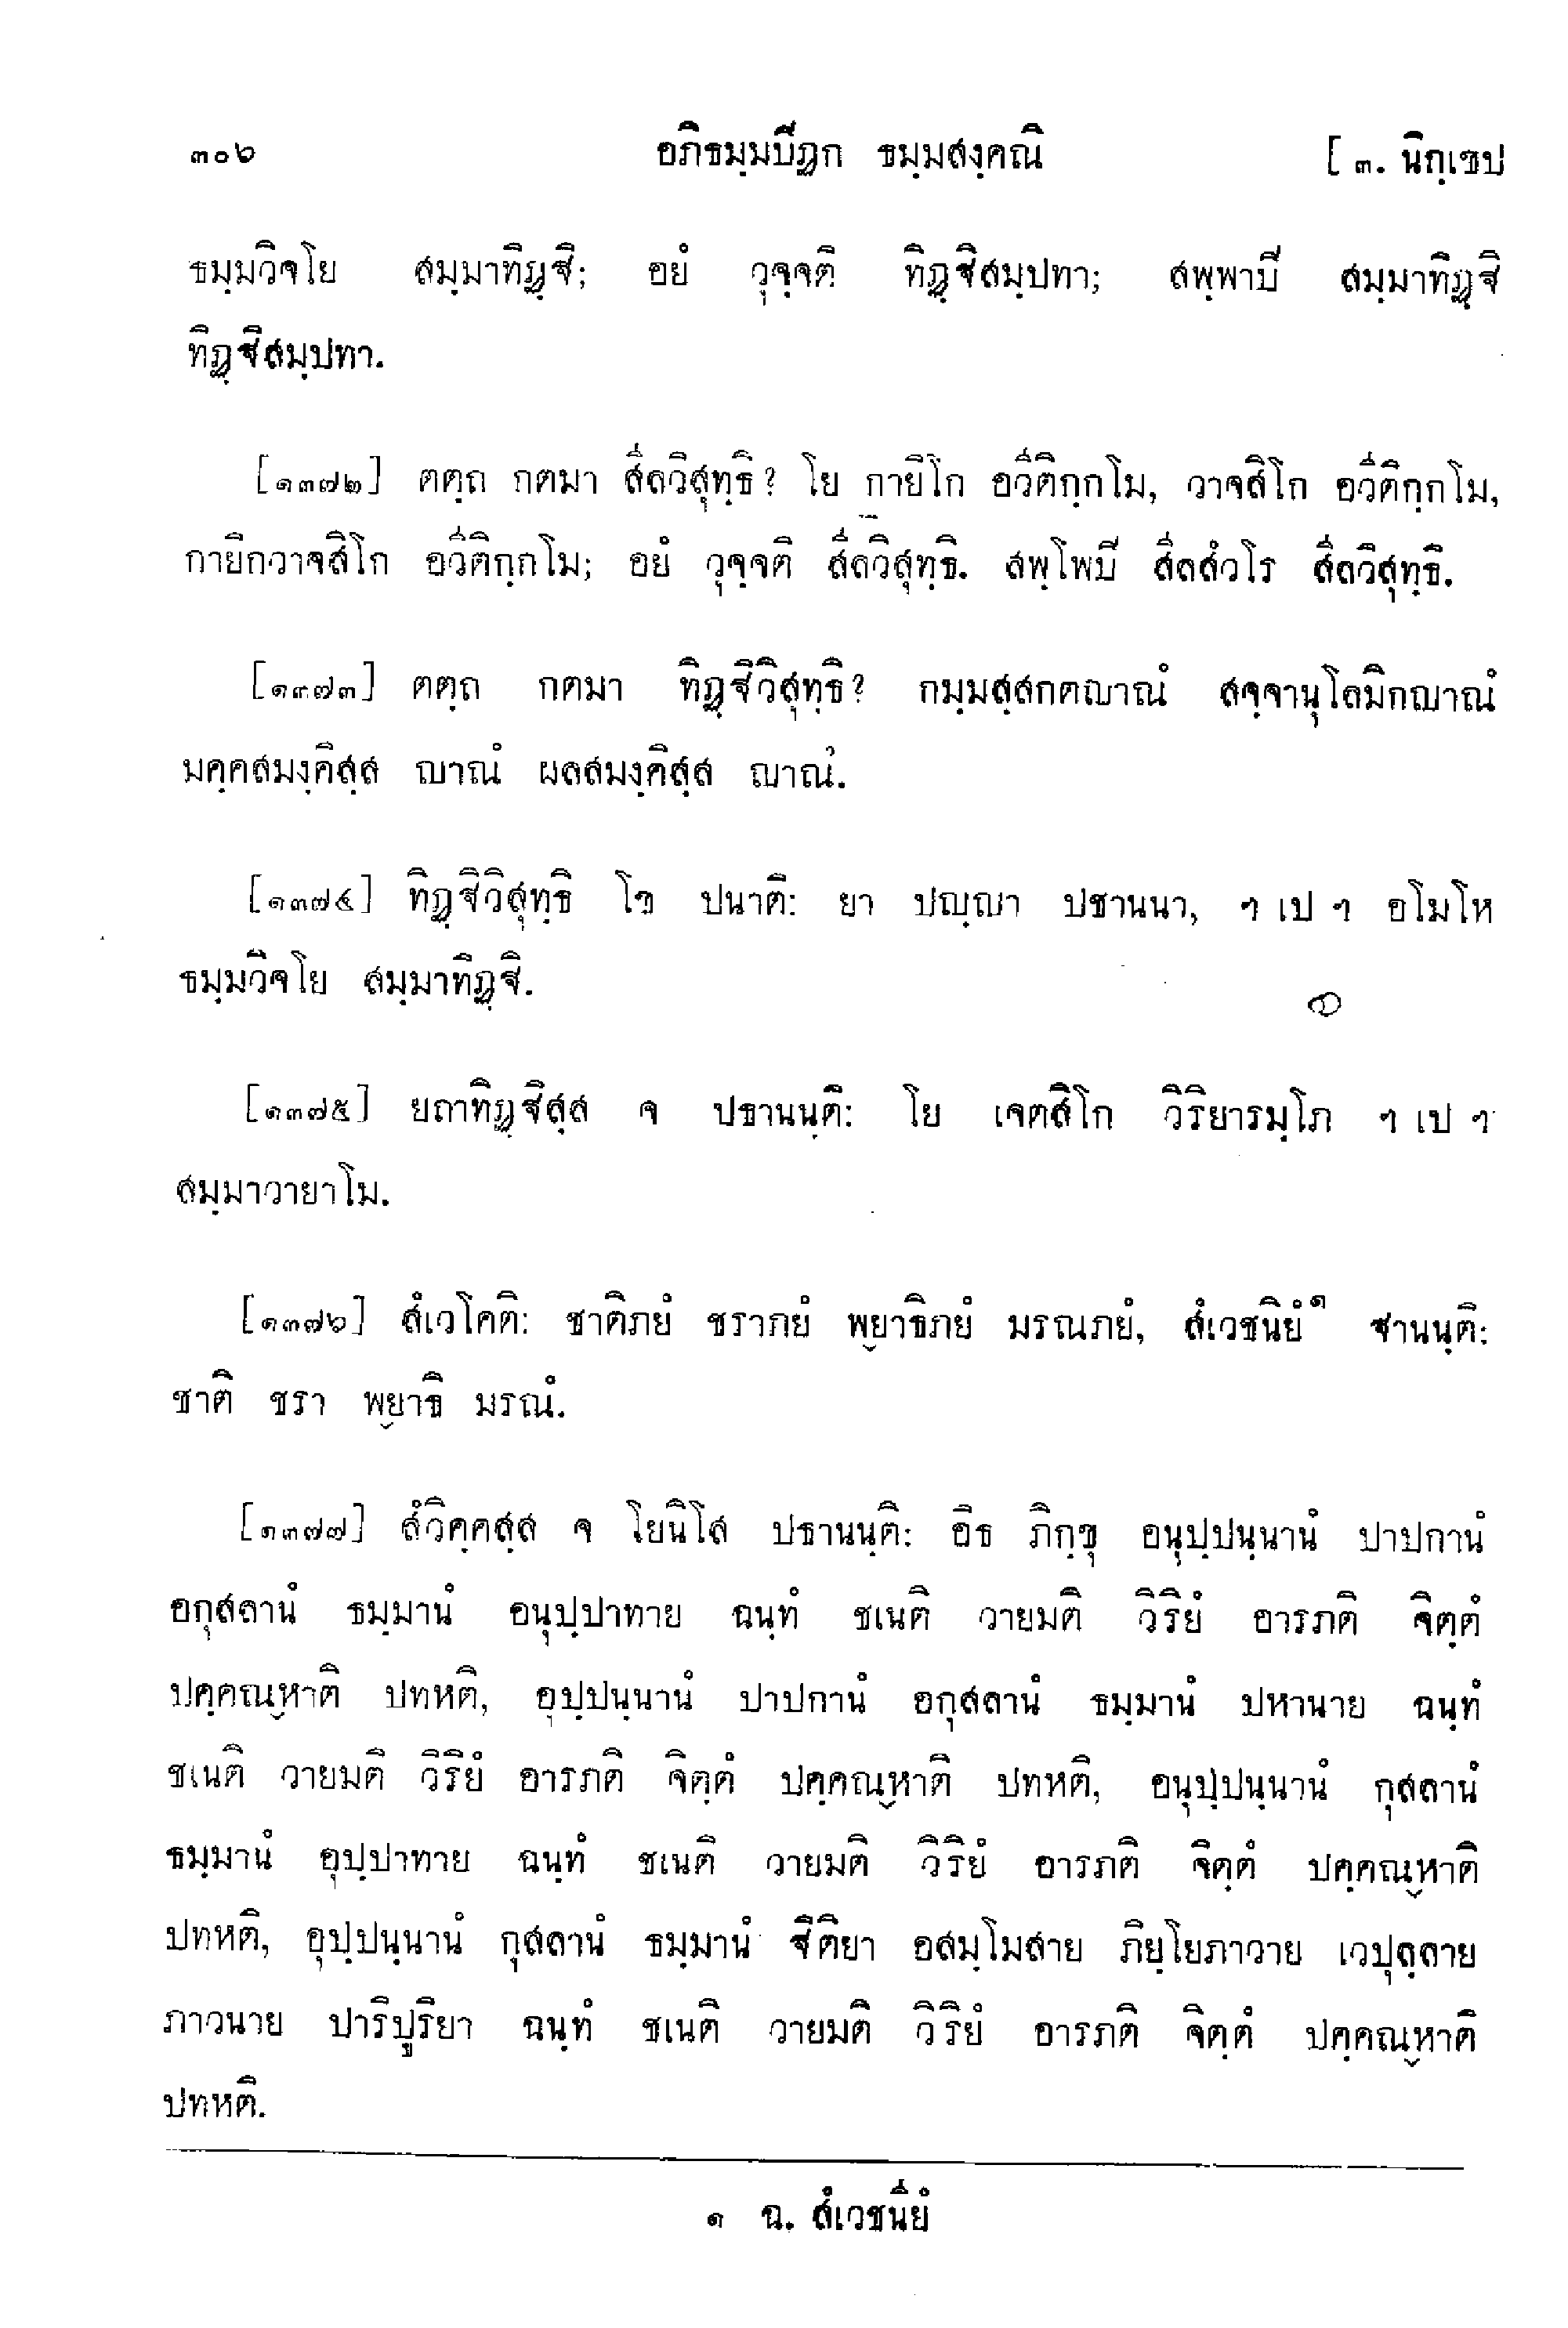 ๓๐๖ อภิธมฺมปิฏก ธมฺมสงฺคณิ [ ๓. นิกฺเขป
ธมฺมวิจโย สมฺมาทิฏฺฐิ; อยํ วุจฺจติ ทิฏฺฐิสมฺปทา; สพฺพาปิ สมฺมาทิฏฺฐิ
ทิฏฺฐิสมฺปทา.
[๑๓๗๒] ตตฺถ กตมา สีลวิสุทฺธิ? โย กายิโก อวีติกฺกโม, วาจสิโก อวีติกฺกโม,
กายิกวาจสิโก อวีติกฺกโม; อยํ วุจฺจติ สีลวิสุทฺธิ. สพฺโพปิ สีลสํวโร สีลวิสุทฺธิ.
[๑๓๗๓] ตตฺถ กตมา ทิฏฺฐิวิสุทฺธิ? กมฺมสฺสกตญาณํ สจฺจานุโลมิกญาณํ
มคฺคสมงฺคิสฺส ญาณํ ผลสมงฺคิสฺส ญาณํ.
[๑๓๗๔] ทิฏฺฐิวิสุทฺธิ โข ปนาติ: ยา ปญฺญา ปชานนา, ฯ เป ฯ อโมโห
ธมฺมวิจโย สมฺมาทิฏฺฐิ.
[๑๓๗๕] ยถาทิฏฺฐิสฺส จ ปธานนฺติ: โย เจตสิโก วิริยารมฺโภ ฯ เป ฯ
สมฺมาวายาโม.
[๑๓๗๖] สํเวโคติ: ชาติภยํ ชราภยํ พฺยาธิภยํ มรณภยํ, สํเวชนิยํ๑ ฐานนฺติ:
ชาติ ชรา พฺยาธิ มรณํ.
[๑๓๗๗] สํวิคฺคสฺส จ โยนิโส ปธานนฺติ: อิธ ภิกฺขุ อนุปฺปนฺนานํ ปาปกานํ
อกุสลานํ ธมฺมานํ อนุปฺปาทาย ฉนฺทํ ชเนติ วายมติ วิริยํ อารภติ จิตฺตํ
ปคฺคณฺหาติ ปทหติ, อุปฺปนฺนานํ ปาปกานํ อกุสลานํ ธมฺมานํ ปหานาย ฉนฺทํ
ชเนติ วายมติ วิริยํ อารภติ จิตฺตํ ปคฺคณฺหาติ ปทหติ, อนุปฺปนฺนานํ กุสลานํ
ธมฺมานํ อุปฺปาทาย ฉนฺทํ ชเนติ วายมติ วิริยํ อารภติ จิตฺตํ ปคฺคณฺหาติ
ปทหติ, อุปฺปนฺนานํ กุสลานํ ธมฺมานํ ฐิติยา อสมฺโมสาย ภิยฺโยภาวาย เวปุลฺลาย
ภาวนาย ปาริปูริยา ฉนฺทํ ชเนติ วายมติ วิริยํ อารภติ จิตฺตํ ปคฺคณฺหาติ
ปทหติ.
๑ ฉ. สํเวชนียํ